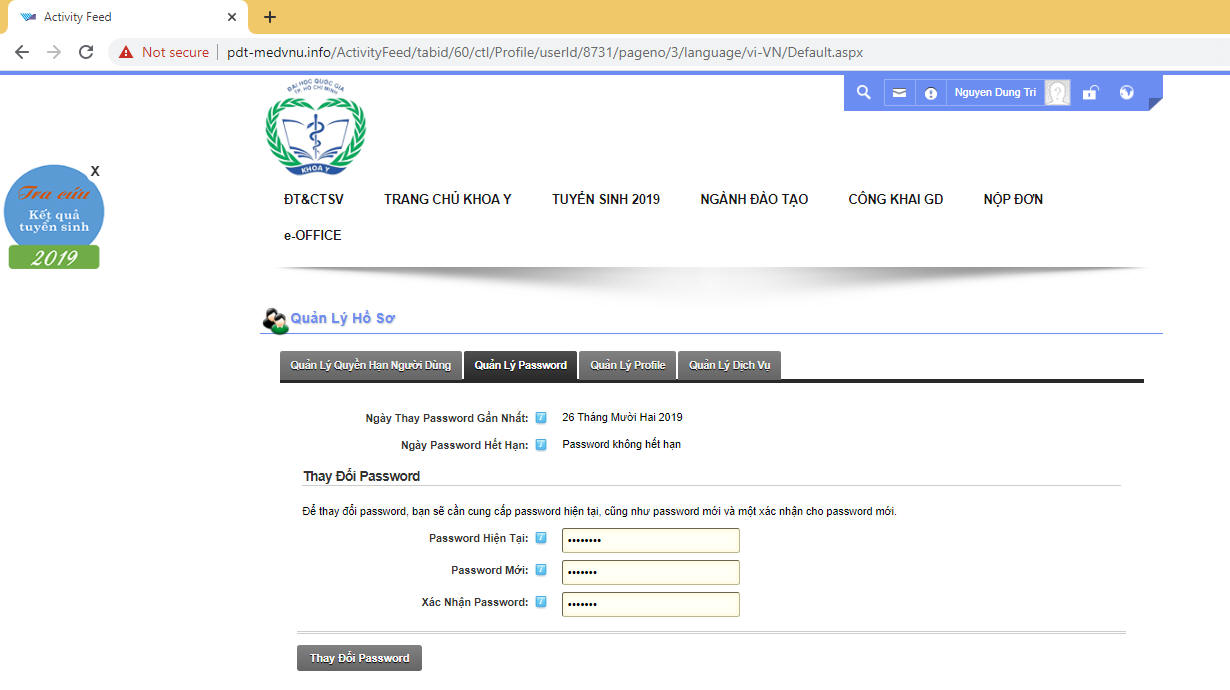 Activity Feed
Not secure | pdt-medvnu.info/ActivityFeed/tabid/60/ctl/Profile/userId/8731/pageno/3/language/vi-VN/Default.aspx
ĐẠI HỌC QUỐC GIA
TP. HỒ CHÍ MINH
KHOA Y
Nguyen Dung Tri
X
Tra cứu
Kết quả
tuyển sinh
2019
ĐT&CTSV TRANG CHỦ KHOA Y TUYỂN SINH 2019 NGÀNH ĐÀO TẠO CÔNG KHAI GD NỘP ĐƠN
e-OFFICE
Quản Lý Hồ Sơ
Quản Lý Quyền Hạn Người Dùng Quản Lý Password Quản Lý Profile Quản Lý Dịch Vụ
Ngày Thay Password Gần Nhất: 26 Tháng Mười Hai 2019
Ngày Password Hết Hạn: Password không hết hạn
Thay Đổi Password
Để thay đổi password, bạn sẽ cần cung cấp password hiện tại, cũng như password mới và một xác nhận cho password mới.
Password Hiện Tại: ••••••••
Password Mới: •••••••
Xác Nhận Password: •••••••
Thay Đổi Password